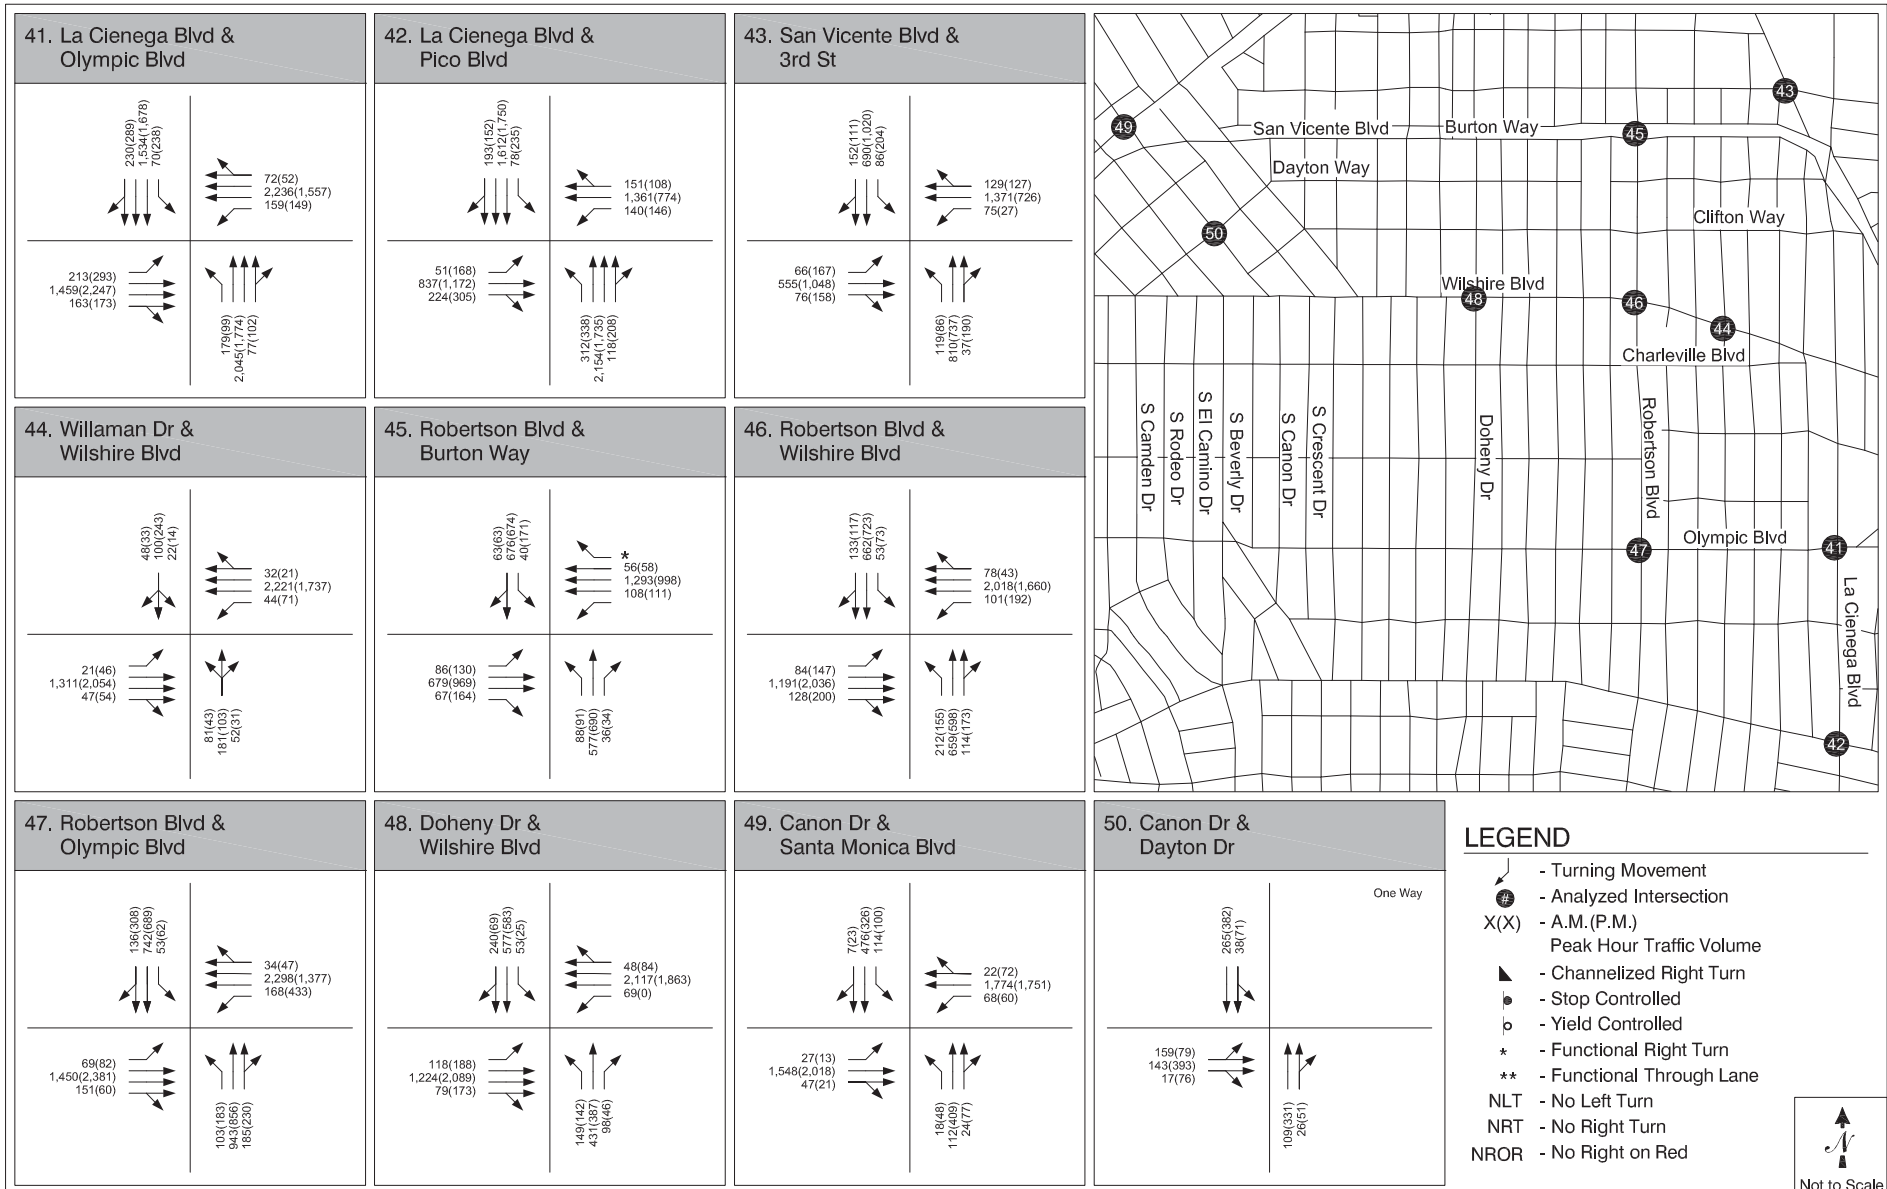 41. La Cienega Blvd &
Olympic Blvd
230(289)
1,534(1,678)
70(238)
72(52)
2,236(1,557)
159(149)
213(293)
1,459(2,247)
163(173)
179(99)
2,045(1,774)
77(102)
42. La Cienega Blvd &
Pico Blvd
193(152)
1,612(1,750)
78(235)
151(108)
1,361(774)
140(146)
51(168)
837(1,172)
224(305)
312(338)
2,154(1,735)
118(208)
43. San Vicente Blvd &
3rd St
152(111)
690(1,020)
86(204)
129(127)
1,371(726)
75(27)
66(167)
555(1,048)
76(158)
119(86)
810(737)
37(190)
44. Willaman Dr &
Wilshire Blvd
48(33)
100(243)
22(14)
32(21)
2,221(1,737)
44(71)
21(46)
1,311(2,054)
47(54)
81(43)
181(103)
52(31)
45. Robertson Blvd &
Burton Way
63(63)
676(674)
40(171)
*
56(58)
1,293(998)
108(111)
86(130)
679(969)
67(164)
88(91)
577(690)
36(34)
46. Robertson Blvd &
Wilshire Blvd
133(117)
662(723)
53(73)
78(43)
2,018(1,660)
101(192)
84(147)
1,191(2,036)
128(200)
212(155)
659(598)
114(173)
47. Robertson Blvd &
Olympic Blvd
136(308)
742(689)
53(62)
34(47)
2,298(1,377)
168(433)
69(82)
1,450(2,381)
151(60)
103(183)
943(856)
185(230)
48. Doheny Dr &
Wilshire Blvd
240(69)
577(583)
53(25)
48(84)
2,117(1,863)
69(0)
118(188)
1,224(2,089)
79(173)
149(142)
431(387)
98(46)
49. Canon Dr &
Santa Monica Blvd
7(23)
476(326)
114(100)
22(72)
1,774(1,751)
68(60)
27(13)
1,548(2,018)
47(21)
18(48)
112(409)
24(77)
50. Canon Dr &
Dayton Dr
One Way
265(382)
38(71)
159(79)
143(393)
17(76)
109(331)
26(51)
43
49
San Vicente Blvd
Burton Way
45
Dayton Way
Clifton Way
50
Wilshire Blvd
48
46
44
Charleville Blvd
S Camden Dr
S Rodeo Dr
S El Camino Dr
S Beverly Dr
S Canon Dr
S Crescent Dr
Doheny Dr
Robertson Blvd
Olympic Blvd
47
41
La Cienega Blvd
42
LEGEND
- Turning Movement
# - Analyzed Intersection
X(X) - A.M.(P.M.)
Peak Hour Traffic Volume
- Channelized Right Turn
- Stop Controlled
- Yield Controlled
* - Functional Right Turn
** - Functional Through Lane
NLT - No Left Turn
NRT - No Right Turn
NROR - No Right on Red
N
Not to Scale